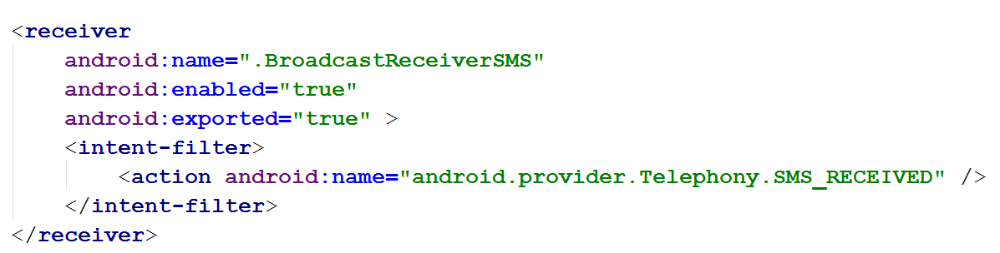 <receiver
android:name=".BroadcastReceiverSMS"
android:enabled="true"
android:exported="true" >
<intent-filter>
<action android:name="android.provider.Telephony.SMS_RECEIVED" />
</intent-filter>
</receiver>